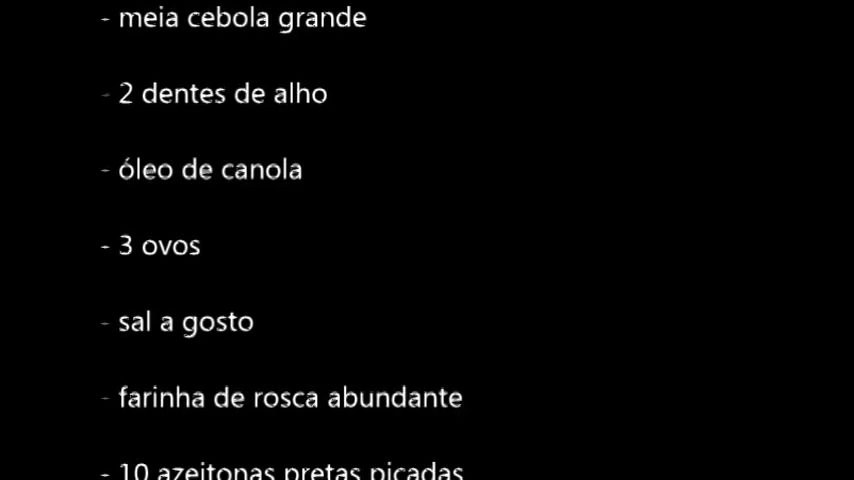 - meia cebola grande
- 2 dentes de alho
- óleo de canola
- 3 ovos
- sal a gosto
- farinha de rosca abundante
- 10 azeitonas pretas picadas